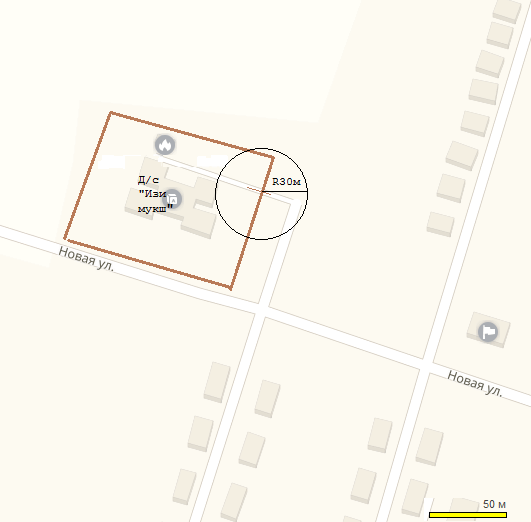 Д/с
"Изи
мукш"
R30м
Новая ул.
Новая ул.
50 м